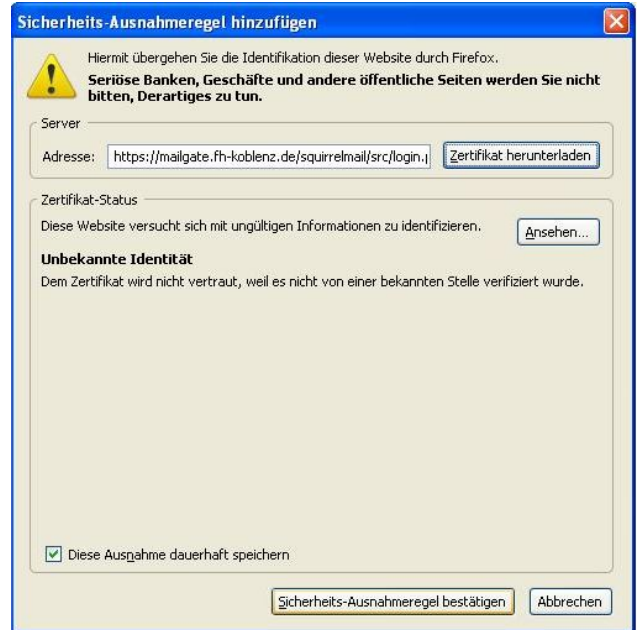 Sicherheits-Ausnahmeregel hinzufügen
Hiermit übergehen Sie die Identifikation dieser Website durch Firefox.
Seriöse Banken, Geschäfte und andere öffentliche Seiten werden Sie nicht
bitten, Derartiges zu tun.
Server
Adresse: https://mailgate.fh-koblenz.de/squirrelmail/src/login.p Zertifikat herunterladen
Zertifikat-Status
Diese Website versucht sich mit ungültigen Informationen zu identifizieren. Ansehen...
Unbekannte Identität
Dem Zertifikat wird nicht vertraut, weil es nicht von einer bekannten Stelle verifiziert wurde.
Diese Ausnahme dauerhaft speichern
Sicherheits-Ausnahmeregel bestätigen Abbrechen